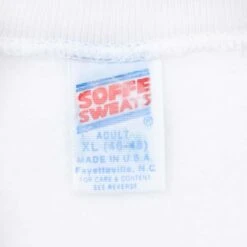 SOFFE
SWEATS
®
ADULT
XL (46-48)
MADE IN U.S.A.
Fayetteville, N.C.
FOR CARE & CONTENT
SEE REVERSE